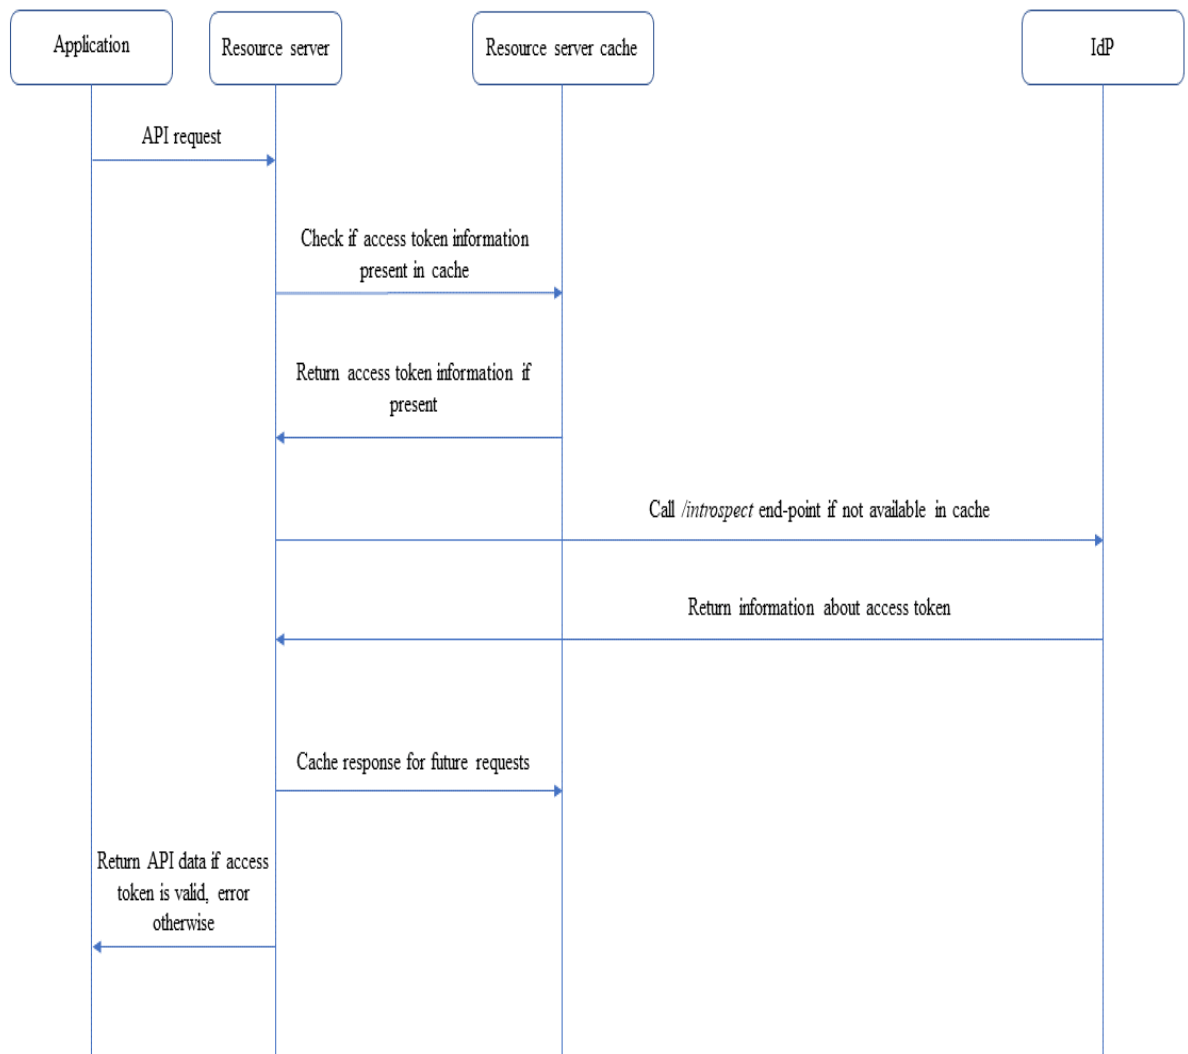 Application
Resource server
Resource server cache
IdP
API request
Check if access token information
present in cache
Return access token information if
present
Call /introspect end-point if not available in cache
Return information about access token
Cache response for future requests
Return API data if access
token is valid, error
otherwise